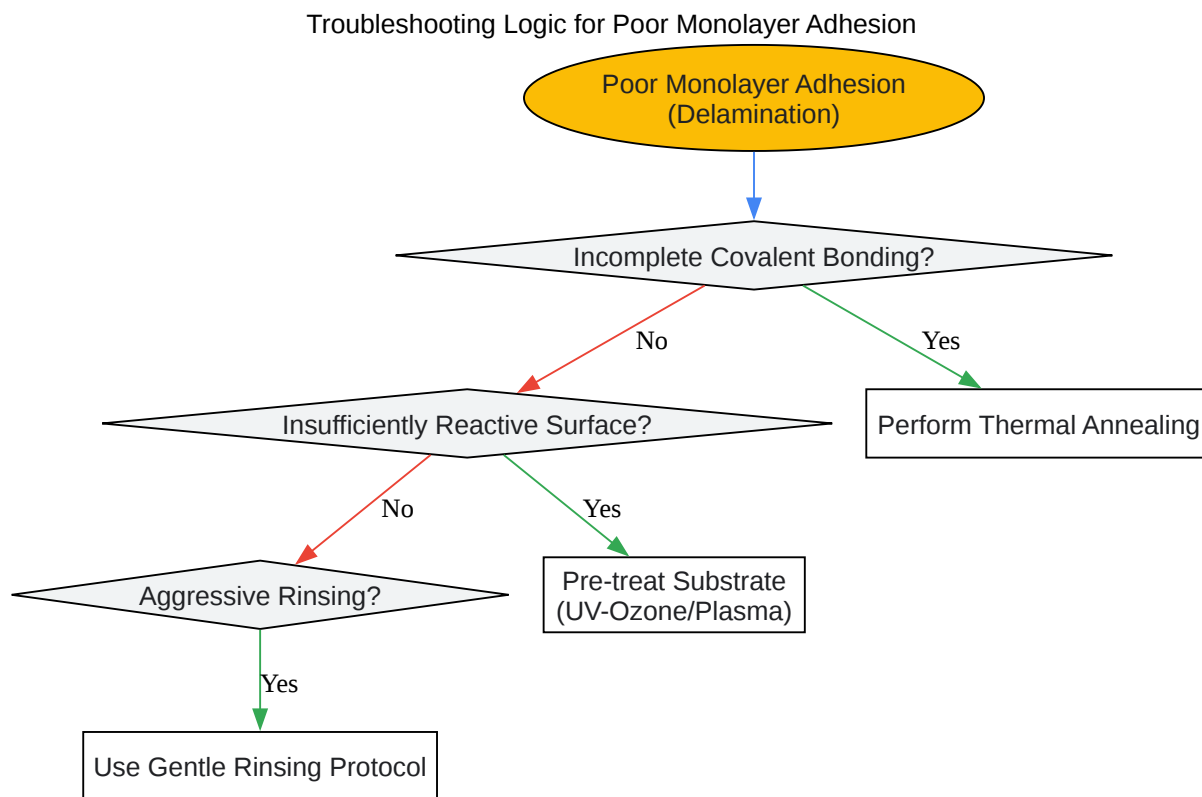 Troubleshooting Logic for Poor Monolayer Adhesion
Poor Monolayer Adhesion
(Delamination)
Incomplete Covalent Bonding?
No
Yes
Insufficiently Reactive Surface?
Perform Thermal Annealing
No
Yes
Aggressive Rinsing?
Pre-treat Substrate
(UV-Ozone/Plasma)
Yes
Use Gentle Rinsing Protocol